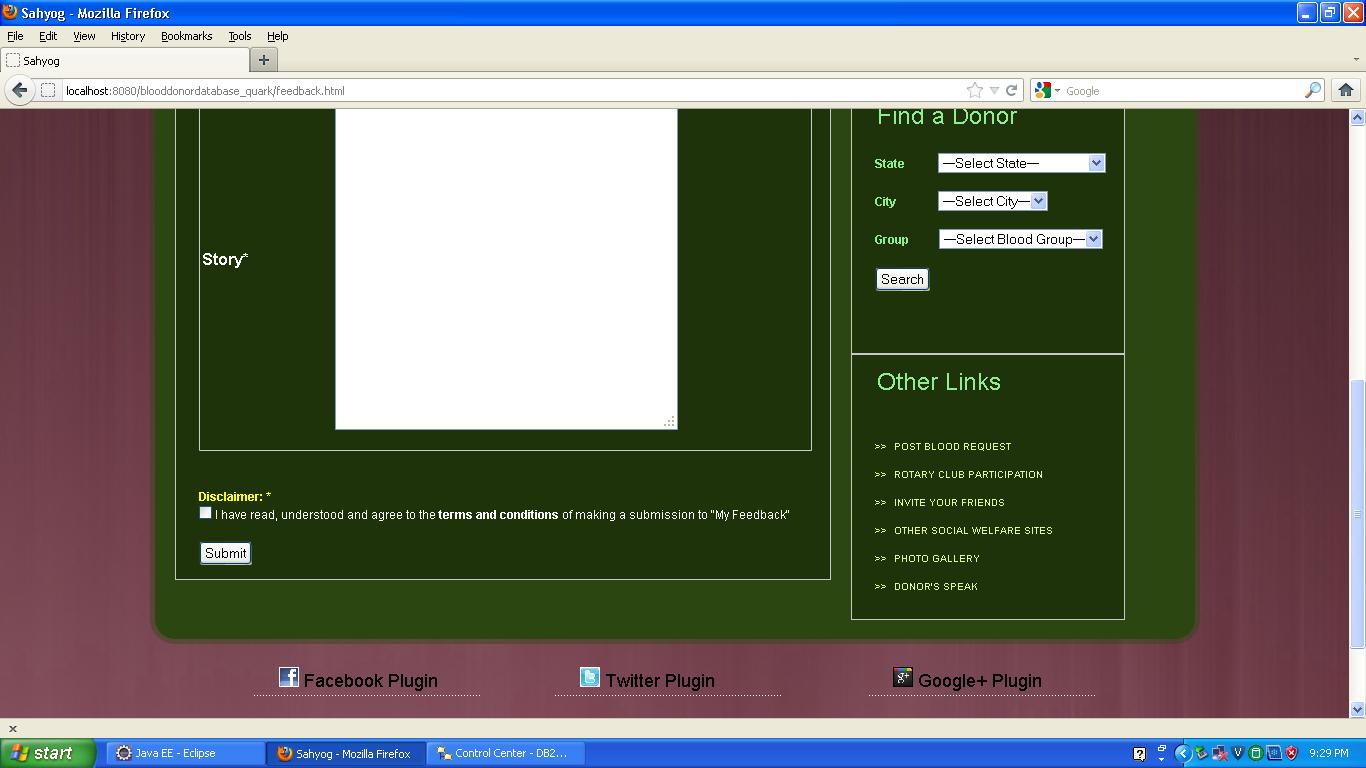 Sahyog - Mozilla Firefox
File Edit View History Bookmarks Tools Help
Sahyog
localhost:8080/blooddonordatabase_quark/feedback.html
Google
Find a Donor
State —Select State—
City —Select City—
Group —Select Blood Group—
Search
Story*
Other Links
>> POST BLOOD REQUEST
>> ROTARY CLUB PARTICIPATION
>> INVITE YOUR FRIENDS
>> OTHER SOCIAL WELFARE SITES
>> PHOTO GALLERY
>> DONOR'S SPEAK
Disclaimer: *
I have read, understood and agree to the terms and conditions of making a submission to "My Feedback"
Submit
Facebook Plugin
Twitter Plugin
Google+ Plugin
start
Java EE - Eclipse
Sahyog - Mozilla Firefox
Control Center - DB2...
9:29 PM